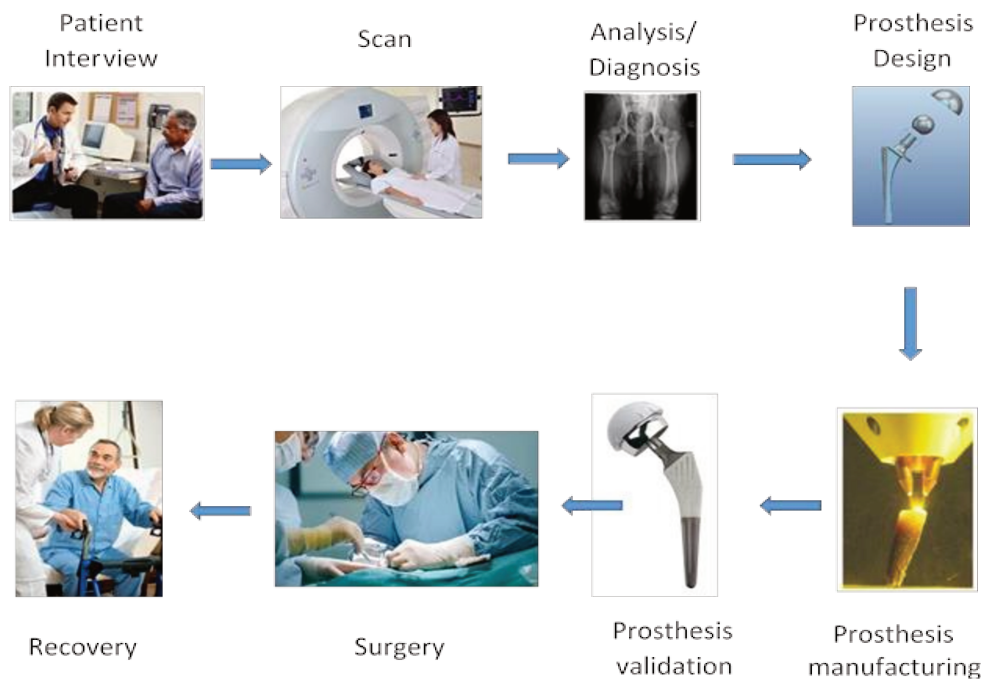 Patient
Interview
Scan
Analysis/
Diagnosis
Prosthesis
Design
Recovery
Surgery
Prosthesis
validation
Prosthesis
manufacturing